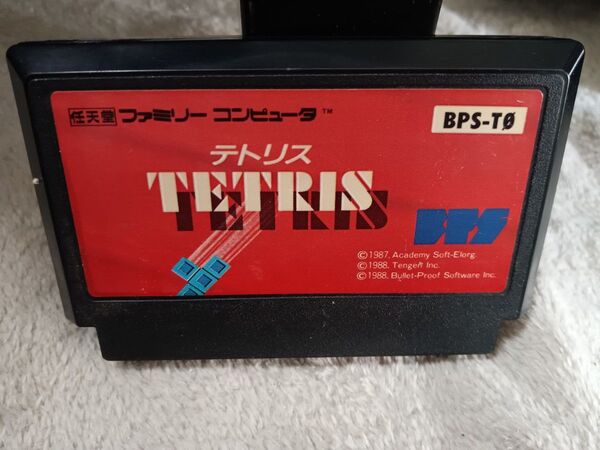 任天堂 ファミリー コンピュータ™
BPS-TØ
テトリス
TETRIS
BPS
©1987. Academy Soft-Elorg.
©1988. Tengen Inc.
©1988. Bullet-Proof Software Inc.